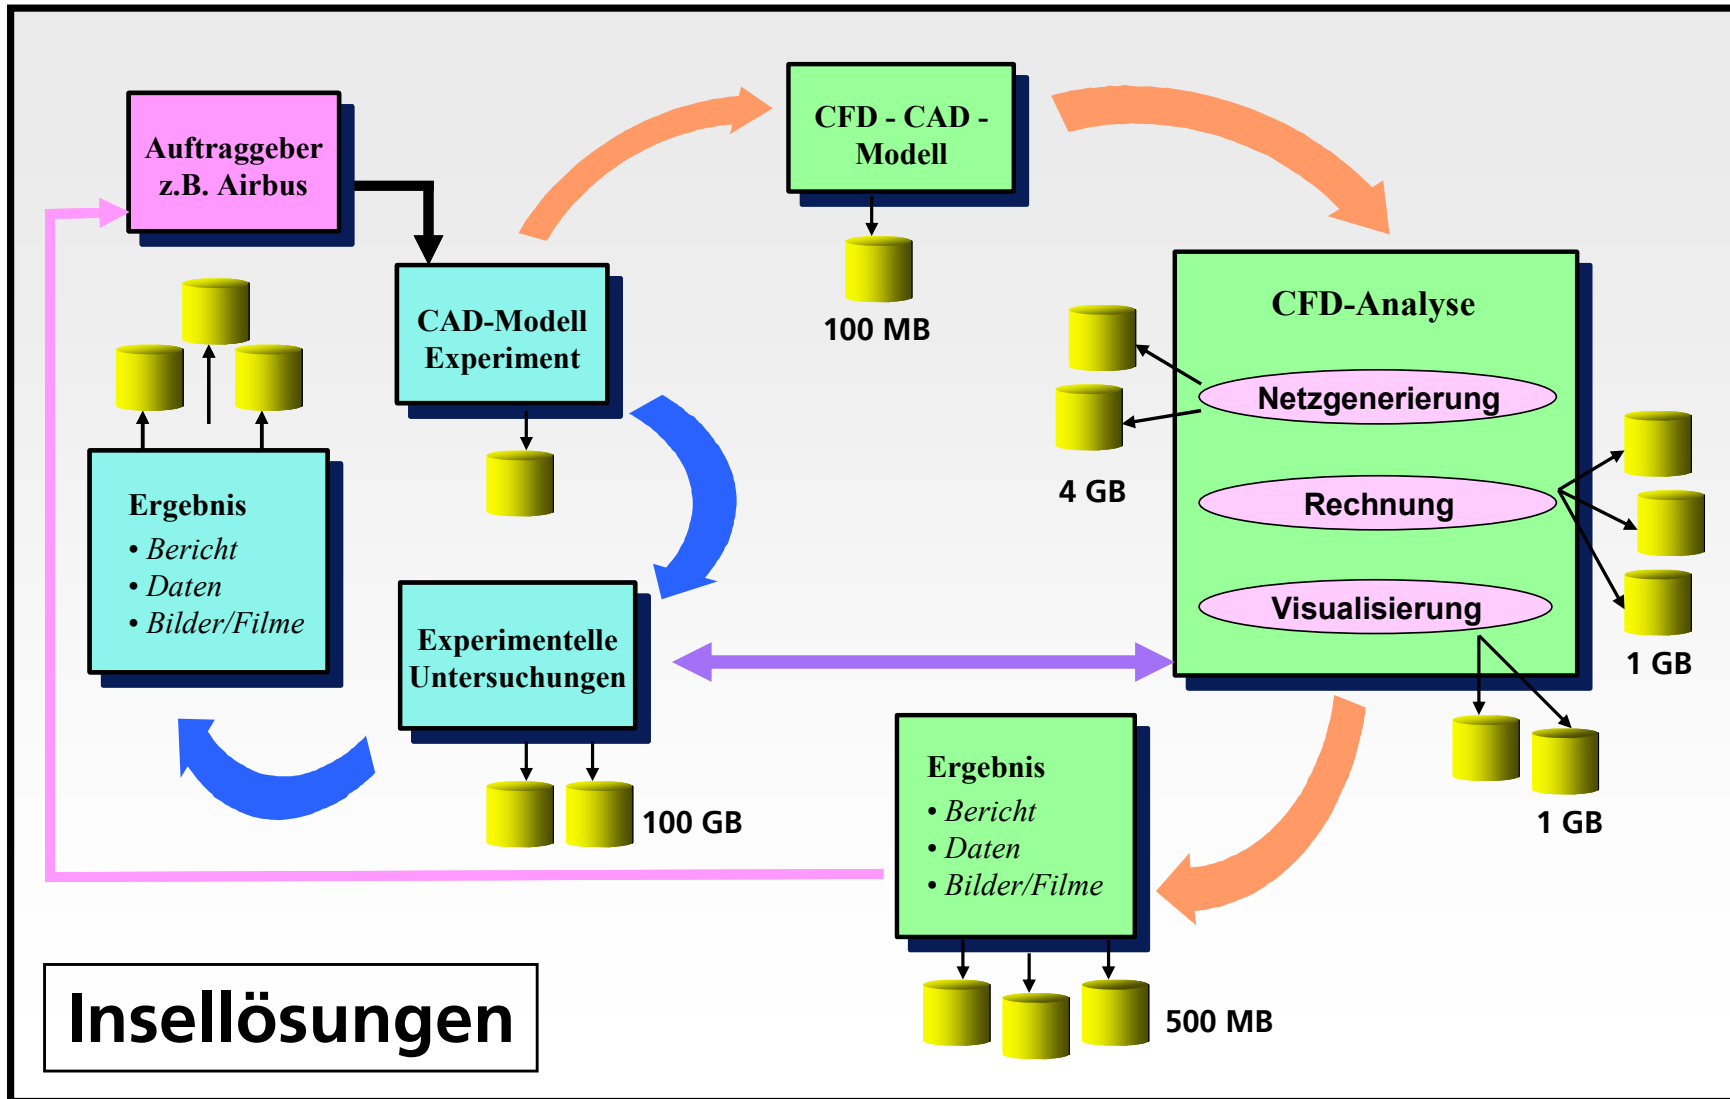 Auftraggeber
z.B. Airbus
CFD - CAD -
Modell
100 MB
CAD-Modell
Experiment
CFD-Analyse
Netzgenerierung
4 GB
Rechnung
1 GB
Visualisierung
1 GB
Ergebnis
• Bericht
• Daten
• Bilder/Filme
Experimentelle
Untersuchungen
100 GB
Ergebnis
• Bericht
• Daten
• Bilder/Filme
500 MB
Insellösungen